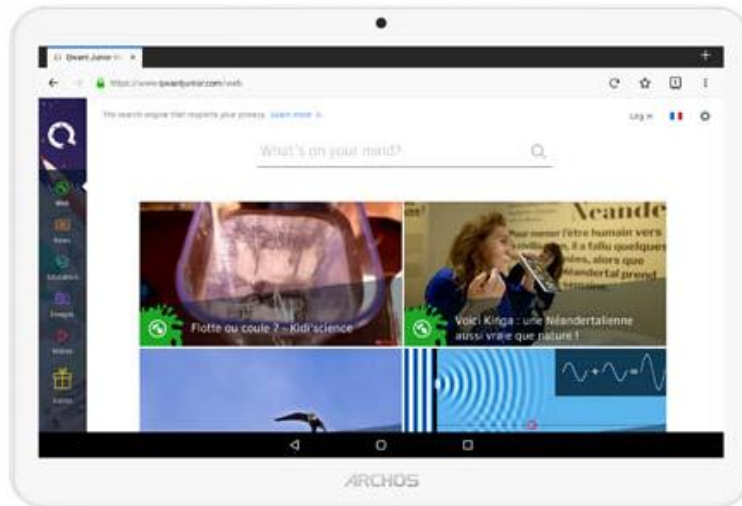 Qwant Junior
https://www.qwantjunior.com/web
The search engine that respects your privacy. Learn more
Log in
What's on your mind?
Web
News
Education
Images
Videos
Flotte ou coule ? - Kidi'science
Neande
Pour mener l'être humain vers
il a fallu quelques
alors que
Néandertal prend
semaine.
Voici Kinga : une Néandertalienne
aussi vraie que nature !
ARCHOS